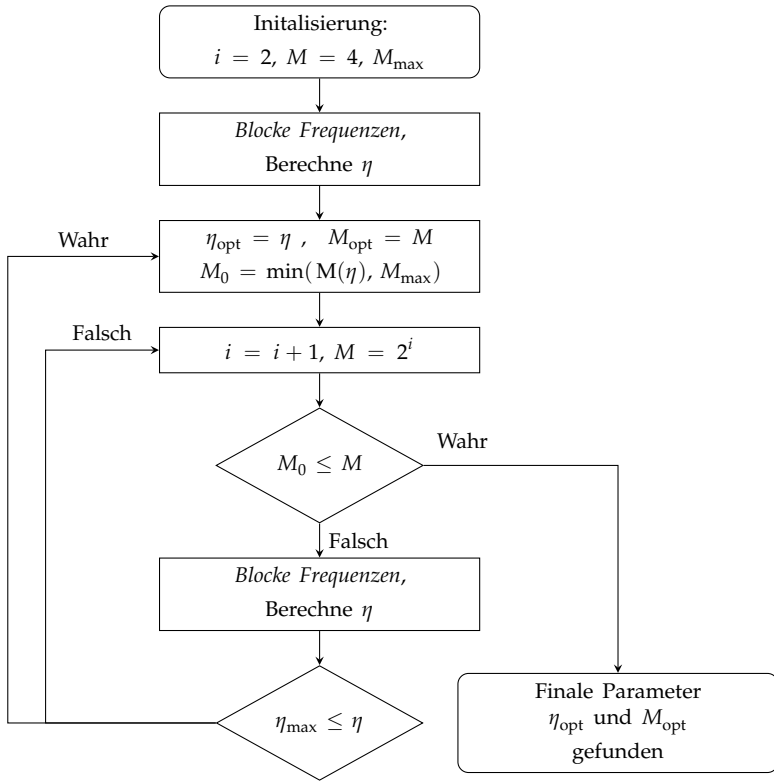 Initalisierung:
i = 2, M = 4, M_max
Blocke Frequenzen,
Berechne η
Wahr
η_opt = η , M_opt = M
M_0 = min( M(η), M_max)
Falsch
i = i + 1, M = 2^i
M_0 ≤ M
Wahr
Falsch
Blocke Frequenzen,
Berechne η
η_max ≤ η
Finale Parameter
η_opt und M_opt
gefunden